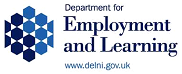 Department for
Employment
and Learning
www.delni.gov.uk